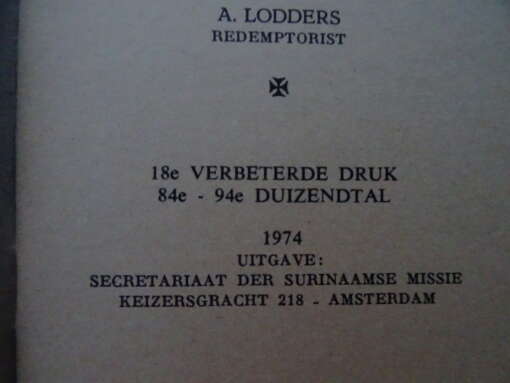 A. LODDERS
REDEMPTORIST
18e VERBETERDE DRUK
84e - 94e DUIZENDTAL
1974
UITGAVE:
SECRETARIAAT DER SURINAAMSE MISSIE
KEIZERSGRACHT 218 - AMSTERDAM